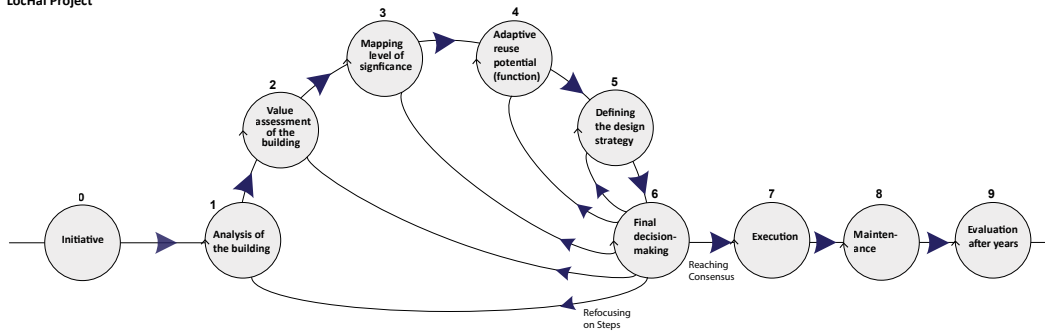 LocHal Project
0
Initiative
1
Analysis of
the building
2
Value
assessment
of the
building
3
Mapping
level of
signficance
4
Adaptive
reuse
potential
(function)
5
Defining
the design
strategy
6
Final
decision-
making
Reaching
Consensus
Refocusing
on Steps
7
Execution
8
Mainten-
ance
9
Evaluation
after years